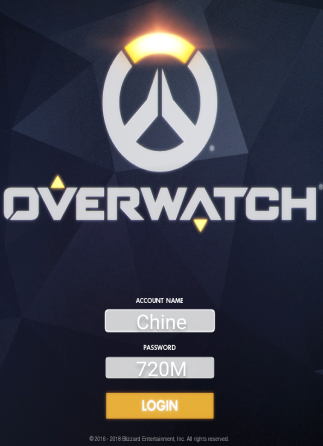 OVERWATCH
ACCOUNT NAME
Chine
PASSWORD
720M
LOGIN
© 2016 - 2018 Blizzard Entertainment, Inc. All rights reserved.